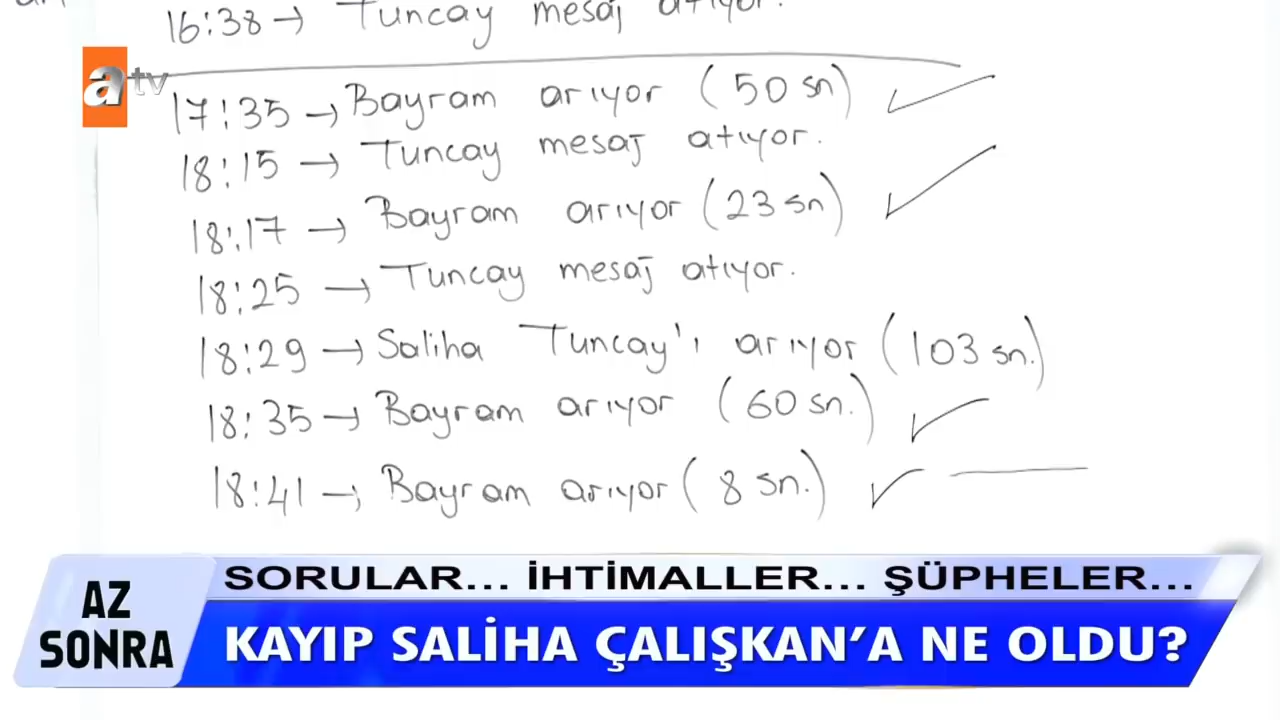 16:38 → Tuncay mesaj atıyor.
atv
17:35 → Bayram arıyor (50 sn)
18:15 → Tuncay mesaj atıyor.
18:17 → Bayram arıyor (23 sn)
18:25 → Tuncay mesaj atıyor.
18:29 → Saliha Tuncay'ı arıyor (103 sn.)
18:35 → Bayram arıyor (60 sn.)
18:41 → Bayram arıyor (8 sn.)
AZ SONRA
SORULAR... İHTİMALLER... ŞÜPHELER...
KAYIP SALİHA ÇALIŞKAN'A NE OLDU?